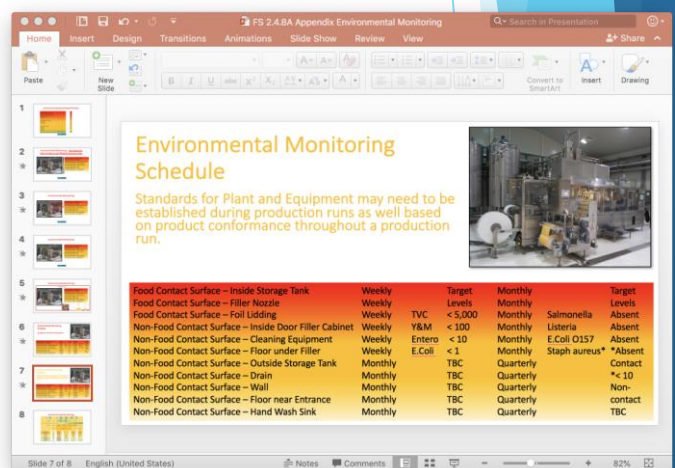 FS 2.4.8A Appendix Environmental Monitoring
Search in Presentation
Home Insert Design Transitions Animations Slide Show Review View Share
Paste
New Slide
Convert to SmartArt
Insert
Drawing
1
2
3
4
5
6
7
8
Environmental Monitoring
Schedule
Standards for Plant and Equipment may need to be
established during production runs as well based
on product conformance throughout a production
run.
Food Contact Surface – Inside Storage Tank Weekly Target Monthly Target
Food Contact Surface – Filler Nozzle Weekly Levels Monthly Levels
Food Contact Surface – Foil Lidding Weekly TVC < 5,000 Monthly Salmonella Absent
Non-Food Contact Surface – Inside Door Filler Cabinet Weekly Y&M < 100 Monthly Listeria Absent
Non-Food Contact Surface – Cleaning Equipment Weekly Entero < 10 Monthly E.Coli O157 Absent
Non-Food Contact Surface – Floor under Filler Weekly E.Coli < 1 Monthly Staph aureus* *Absent
Non-Food Contact Surface – Outside Storage Tank Monthly TBC Quarterly Contact
Non-Food Contact Surface – Drain Monthly TBC Quarterly *< 10
Non-Food Contact Surface – Wall Monthly TBC Quarterly Non-
Non-Food Contact Surface – Floor near Entrance Monthly TBC Quarterly contact
Non-Food Contact Surface – Hand Wash Sink Monthly TBC Quarterly TBC
Slide 7 of 8 English (United States) Notes Comments 82%